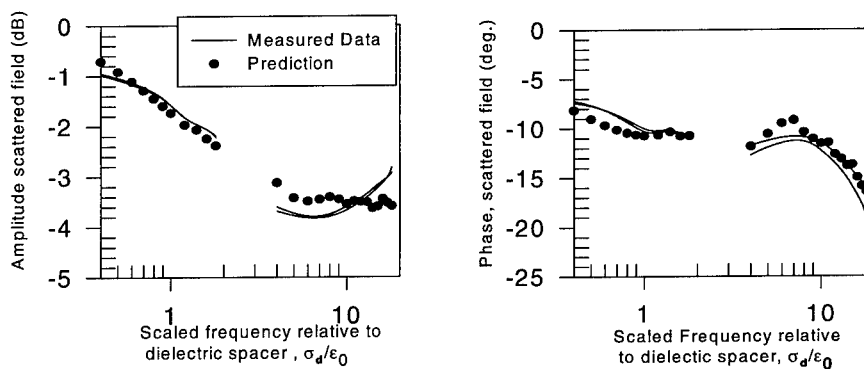 Amplitude scattered field (dB)
0
-1
-2
-3
-4
-5
Measured Data
Prediction
1
10
Scaled frequency relative to
dielectric spacer , σd/ε0
Phase, scattered field (deg.)
0
-5
-10
-15
-20
-25
1
10
Scaled Frequency relative
to dielectic spacer, σd/ε0